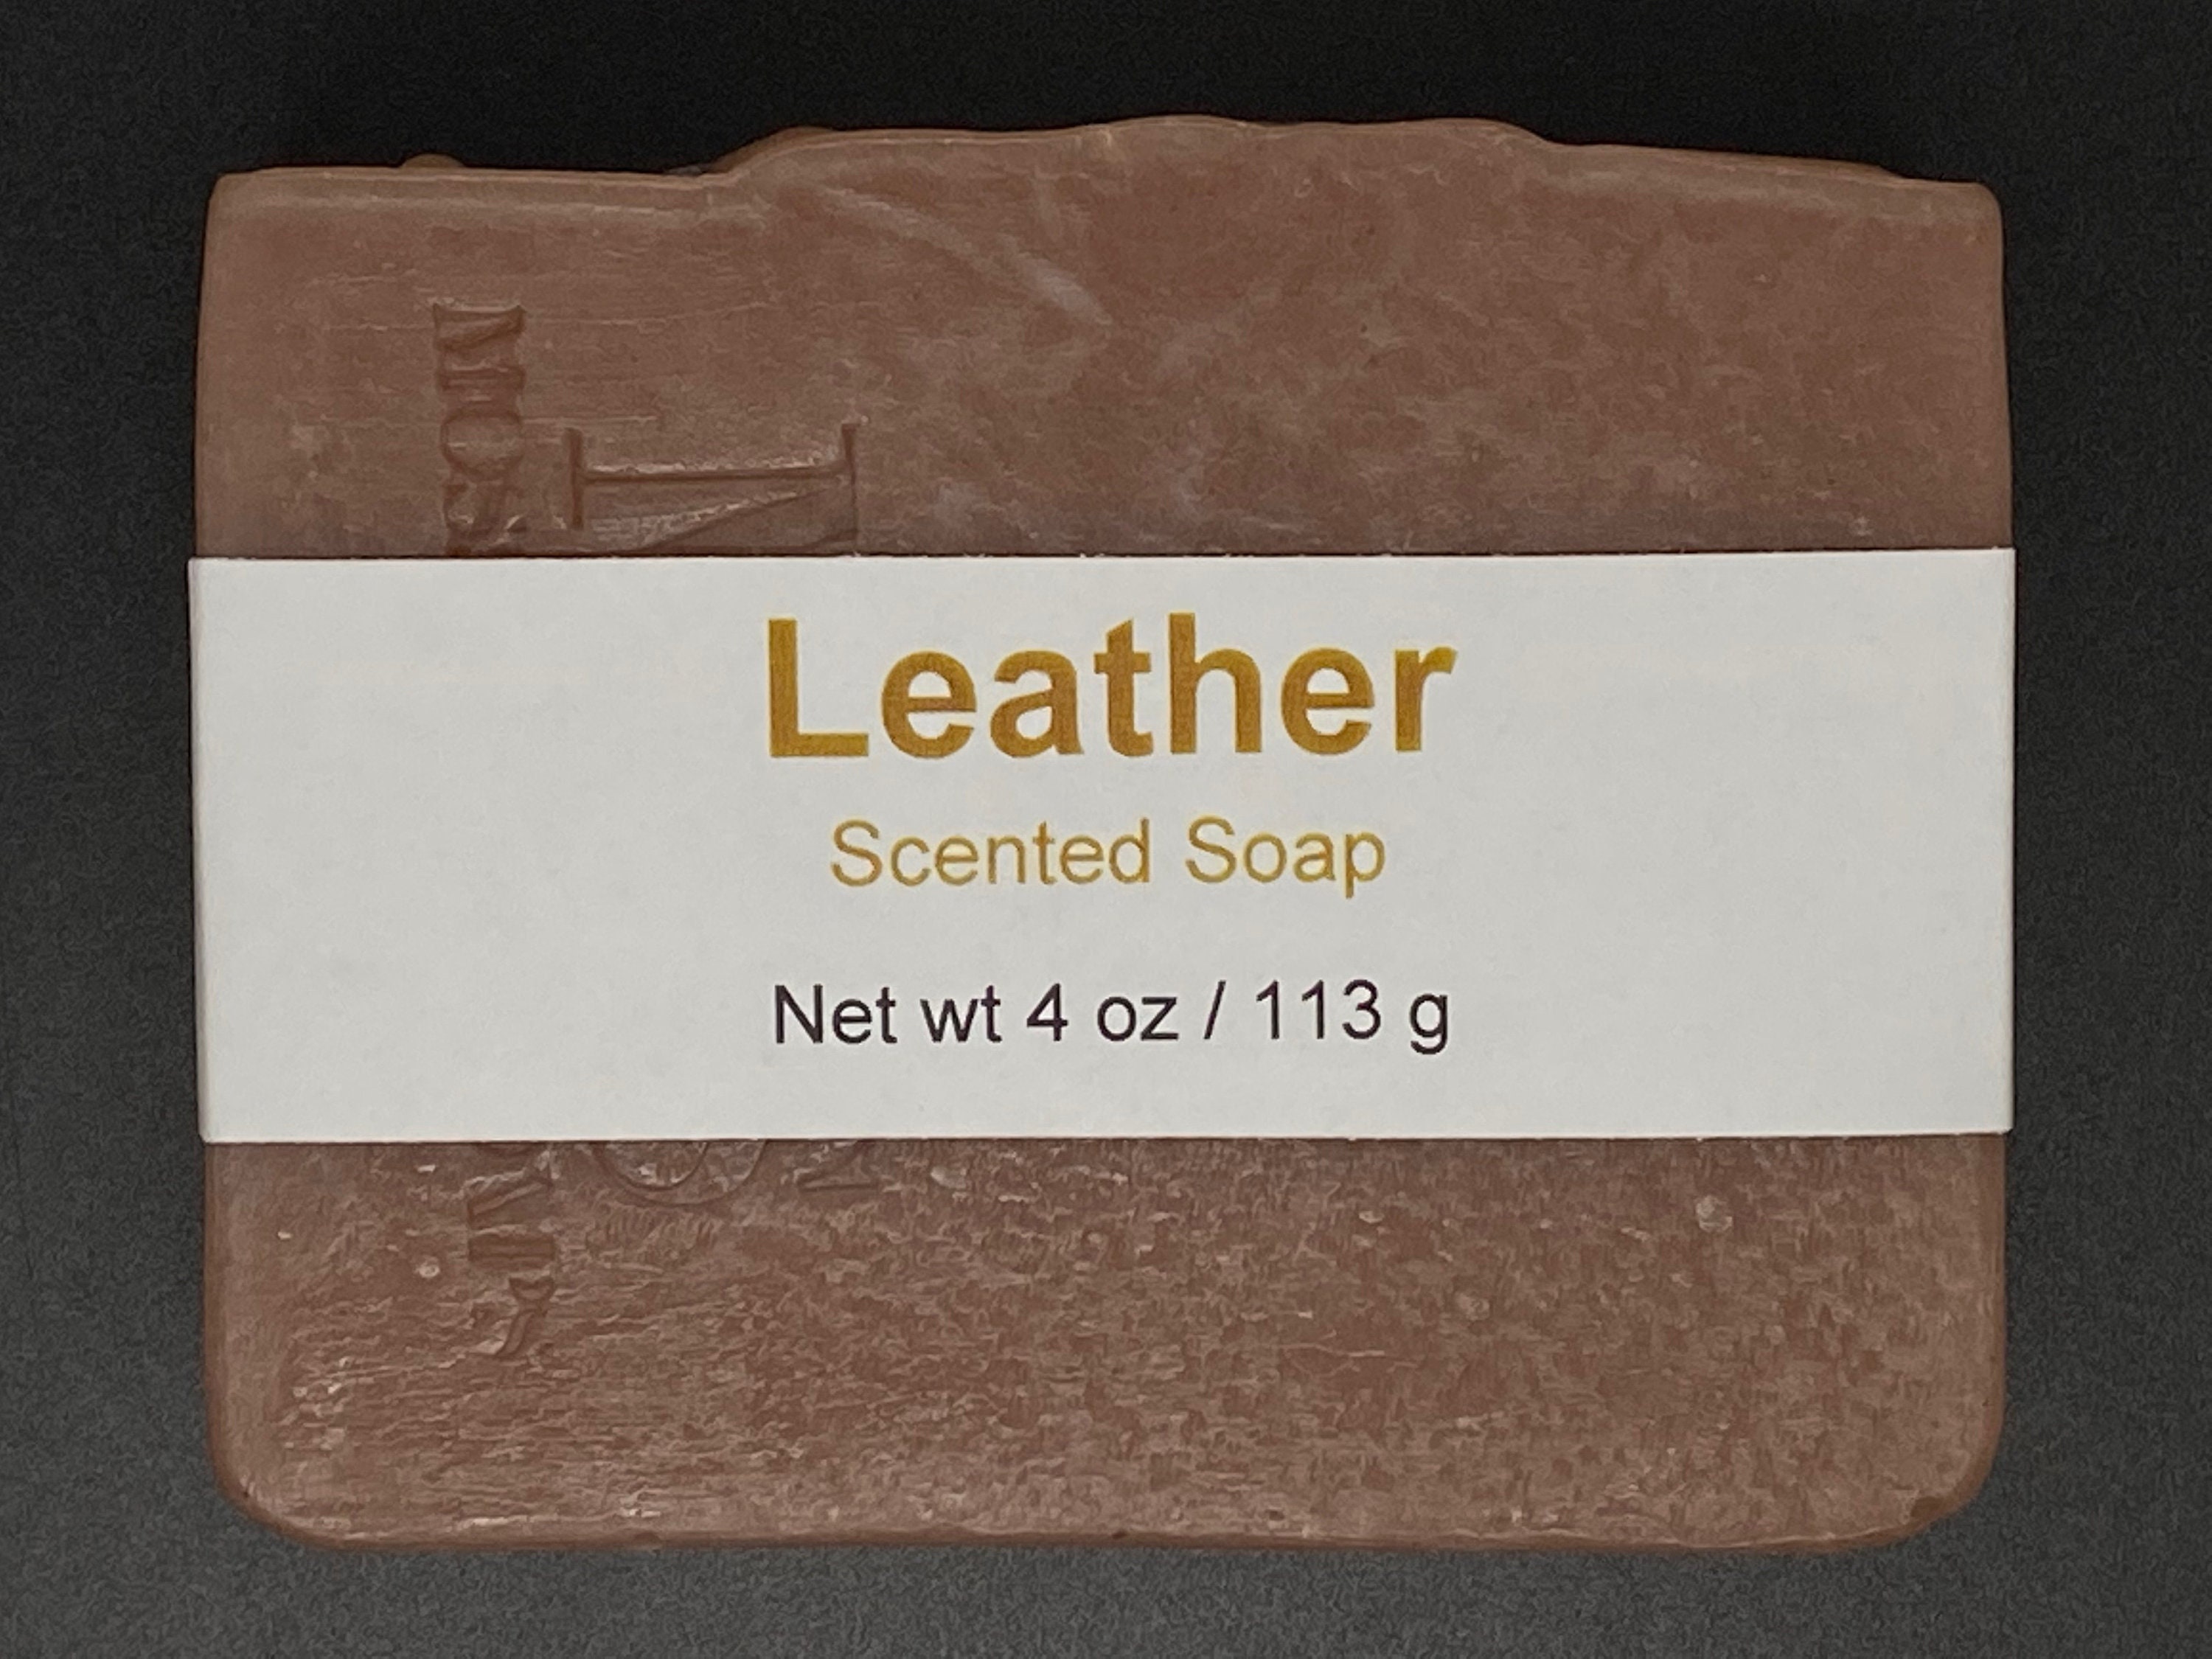 Leather
Scented Soap
Net wt 4 oz / 113 g